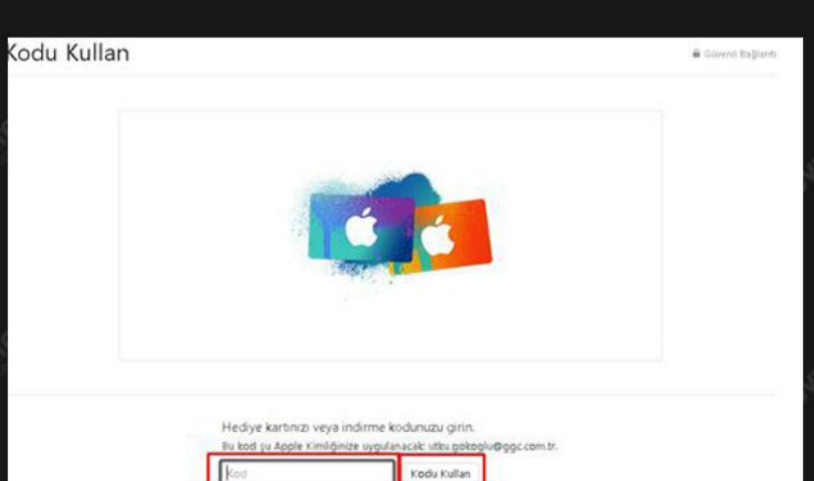 Kodu Kullan
Güvenli Bağlantı
Hediye kartınızı veya indirme kodunuzu girin.
Bu kod şu Apple Kimliğinize uygulanacak: utku.gokoglu@ggc.com.tr.
Kod
Kodu Kullan